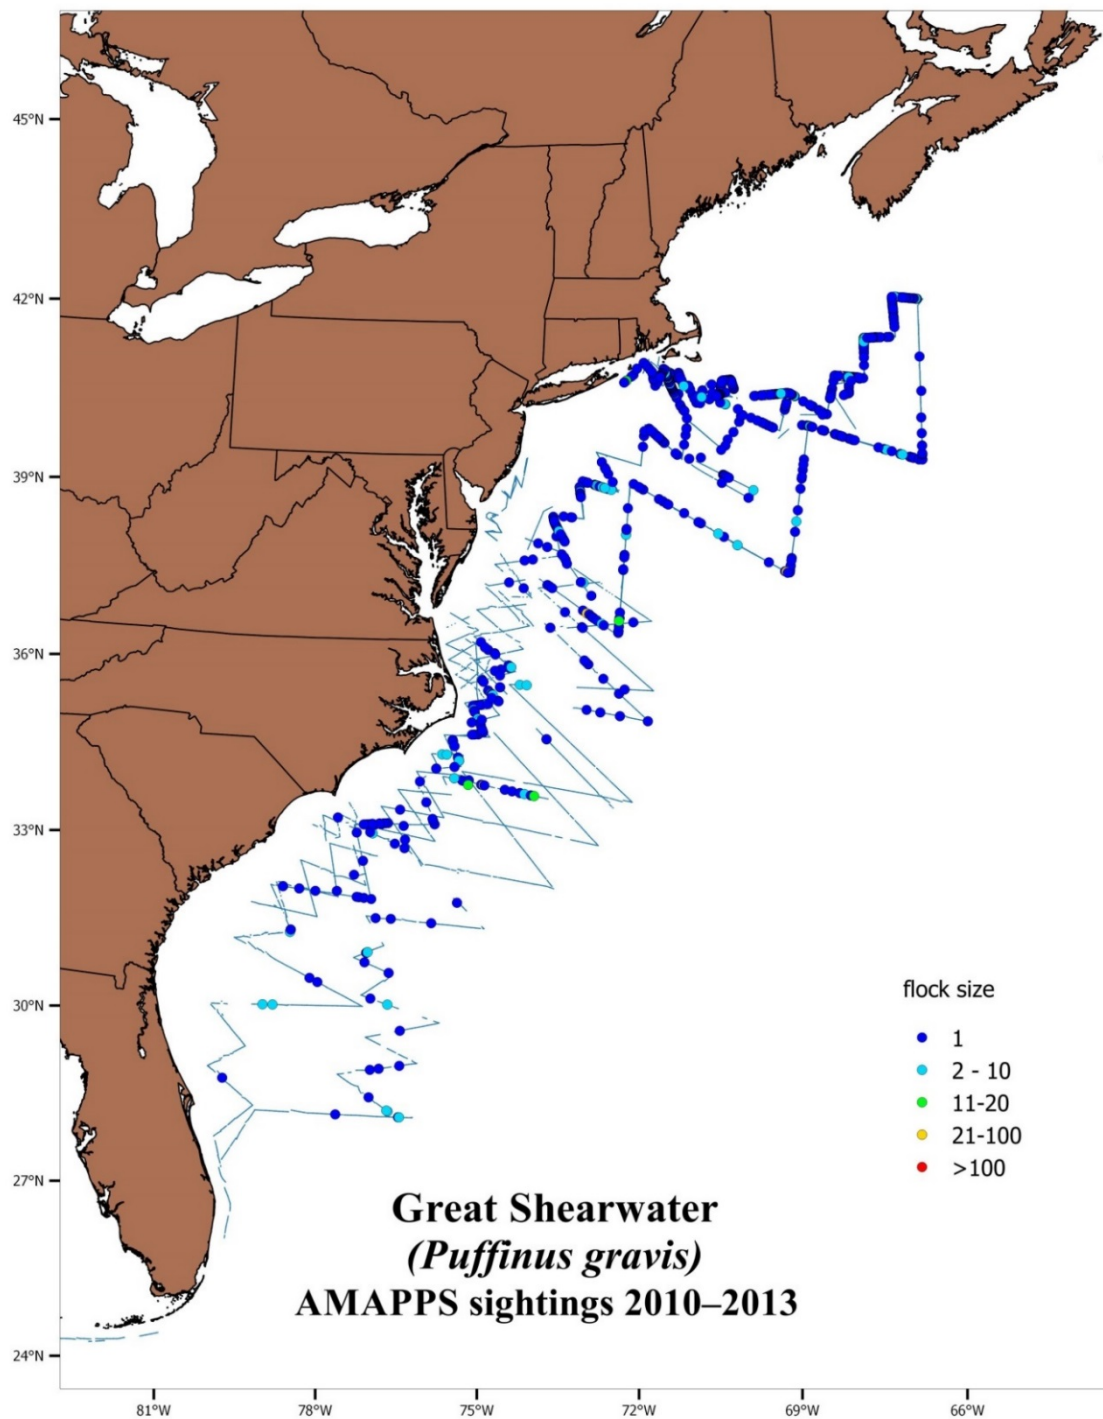 45°N
42°N
39°N
36°N
33°N
30°N
27°N
24°N
flock size
1
2 - 10
11-20
21-100
>100
Great Shearwater
(Puffinus gravis)
AMAPPS sightings 2010–2013
81°W
78°W
75°W
72°W
69°W
66°W